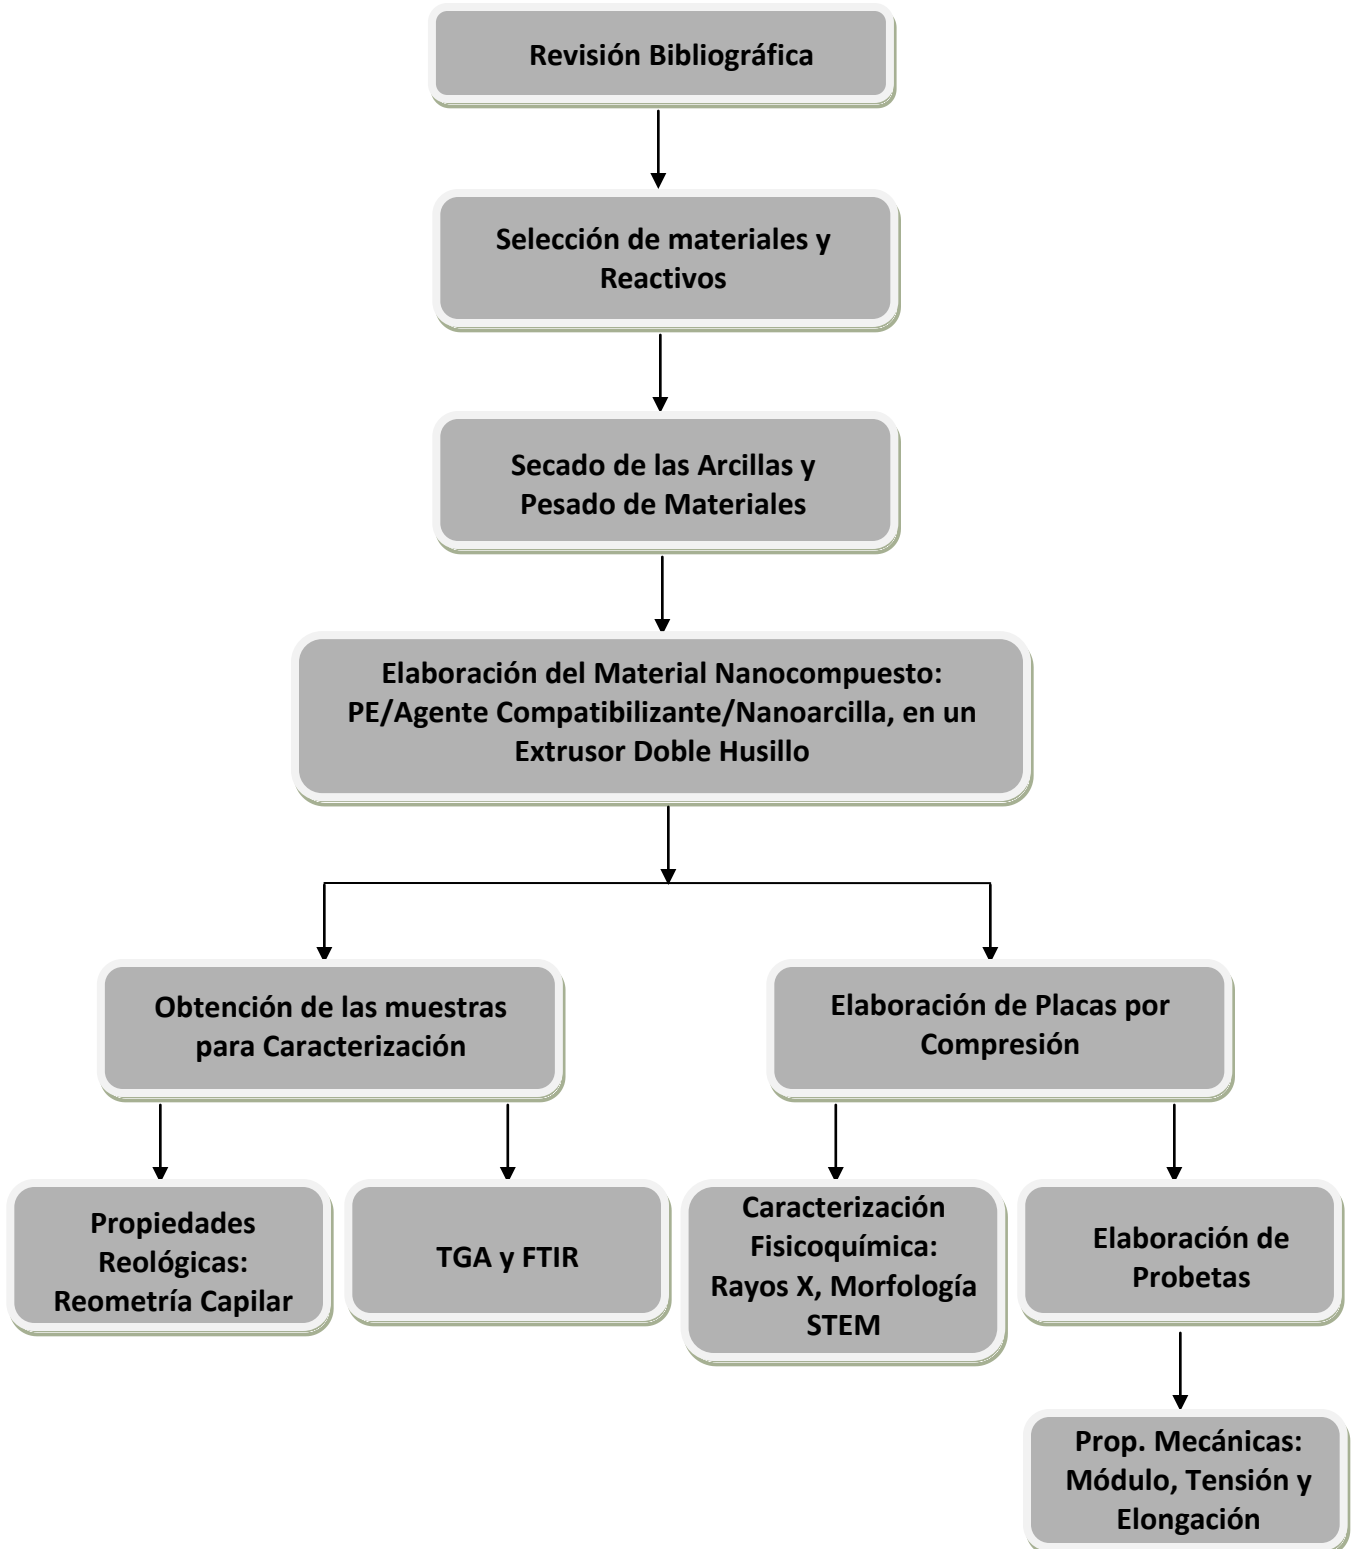 Revisión Bibliográfica
Selección de materiales y
Reactivos
Secado de las Arcillas y
Pesado de Materiales
Elaboración del Material Nanocompuesto:
PE/Agente Compatibilizante/Nanoarcilla, en un
Extrusor Doble Husillo
Obtención de las muestras
para Caracterización
Elaboración de Placas por
Compresión
Propiedades
Reológicas:
Reometría Capilar
TGA y FTIR
Caracterización
Fisicoquímica:
Rayos X, Morfología
STEM
Elaboración de
Probetas
Prop. Mecánicas:
Módulo, Tensión y
Elongación